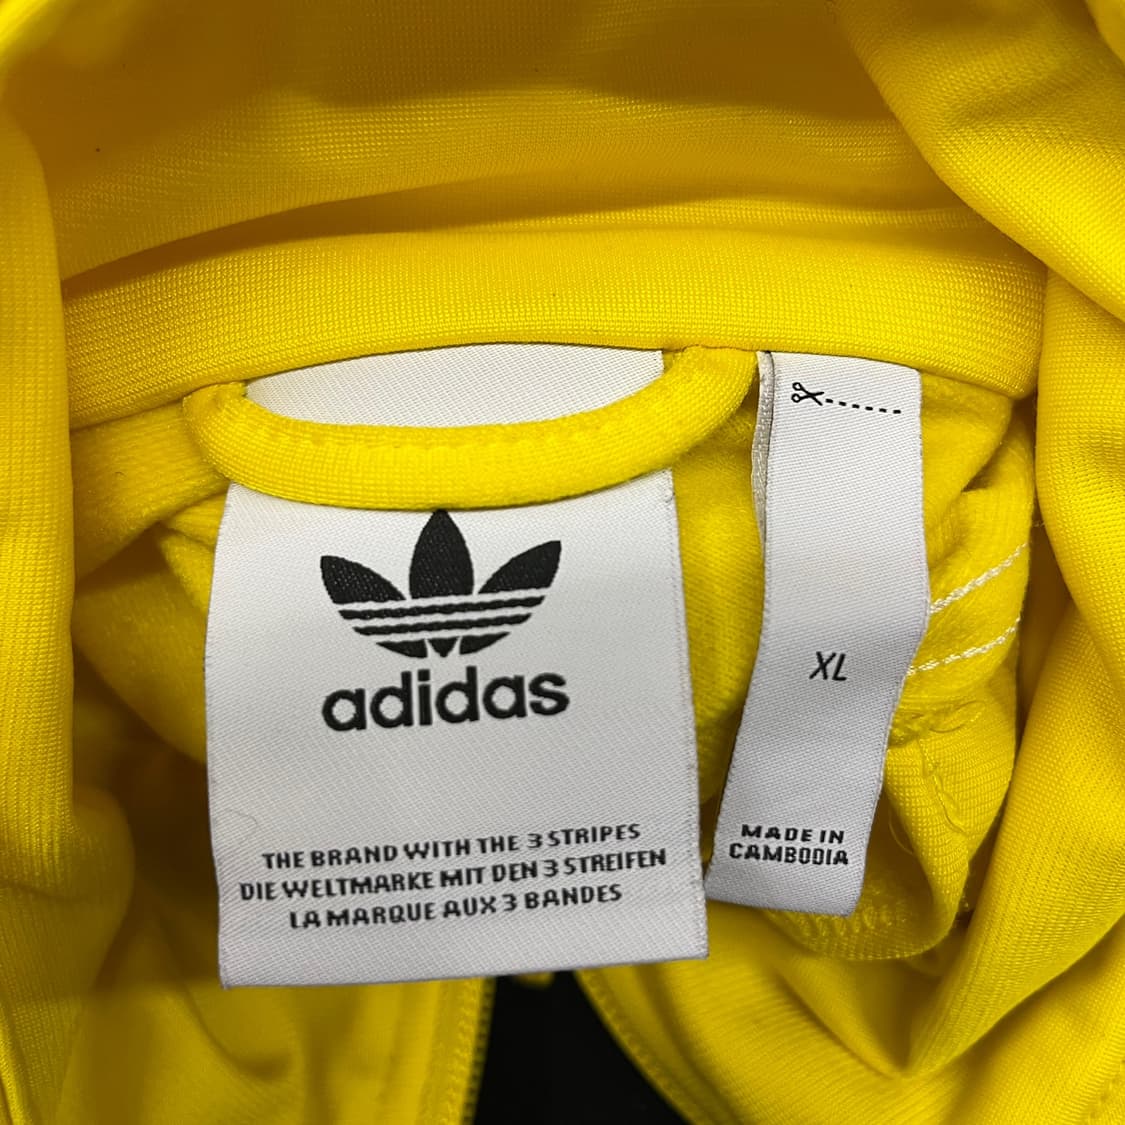 adidas
THE BRAND WITH THE 3 STRIPES
DIE WELTMARKE MIT DEN 3 STREIFEN
LA MARQUE AUX 3 BANDES
XL
MADE IN
CAMBODIA